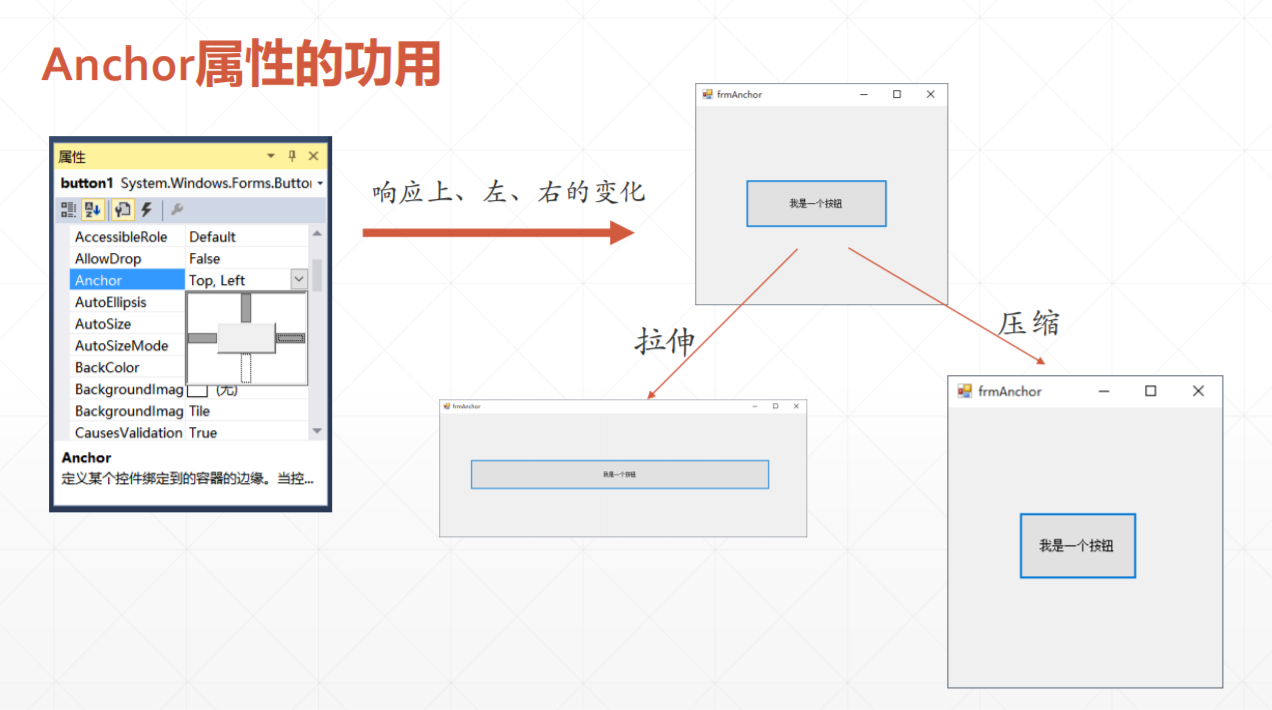 Anchor属性的功用
属性
button1 System.Windows.Forms.Butto
AccessibleRole Default
AllowDrop False
Anchor Top, Left
AutoEllipsis
AutoSize
AutoSizeMode
BackColor
BackgroundImag (无)
BackgroundImag Tile
CausesValidation True
Anchor
定义某个控件绑定到的容器的边缘。当控...
响应上、左、右的变化
frmAnchor
我是一个按钮
拉伸
压缩
frmAnchor
我是一个按钮
frmAnchor
我是一个按钮